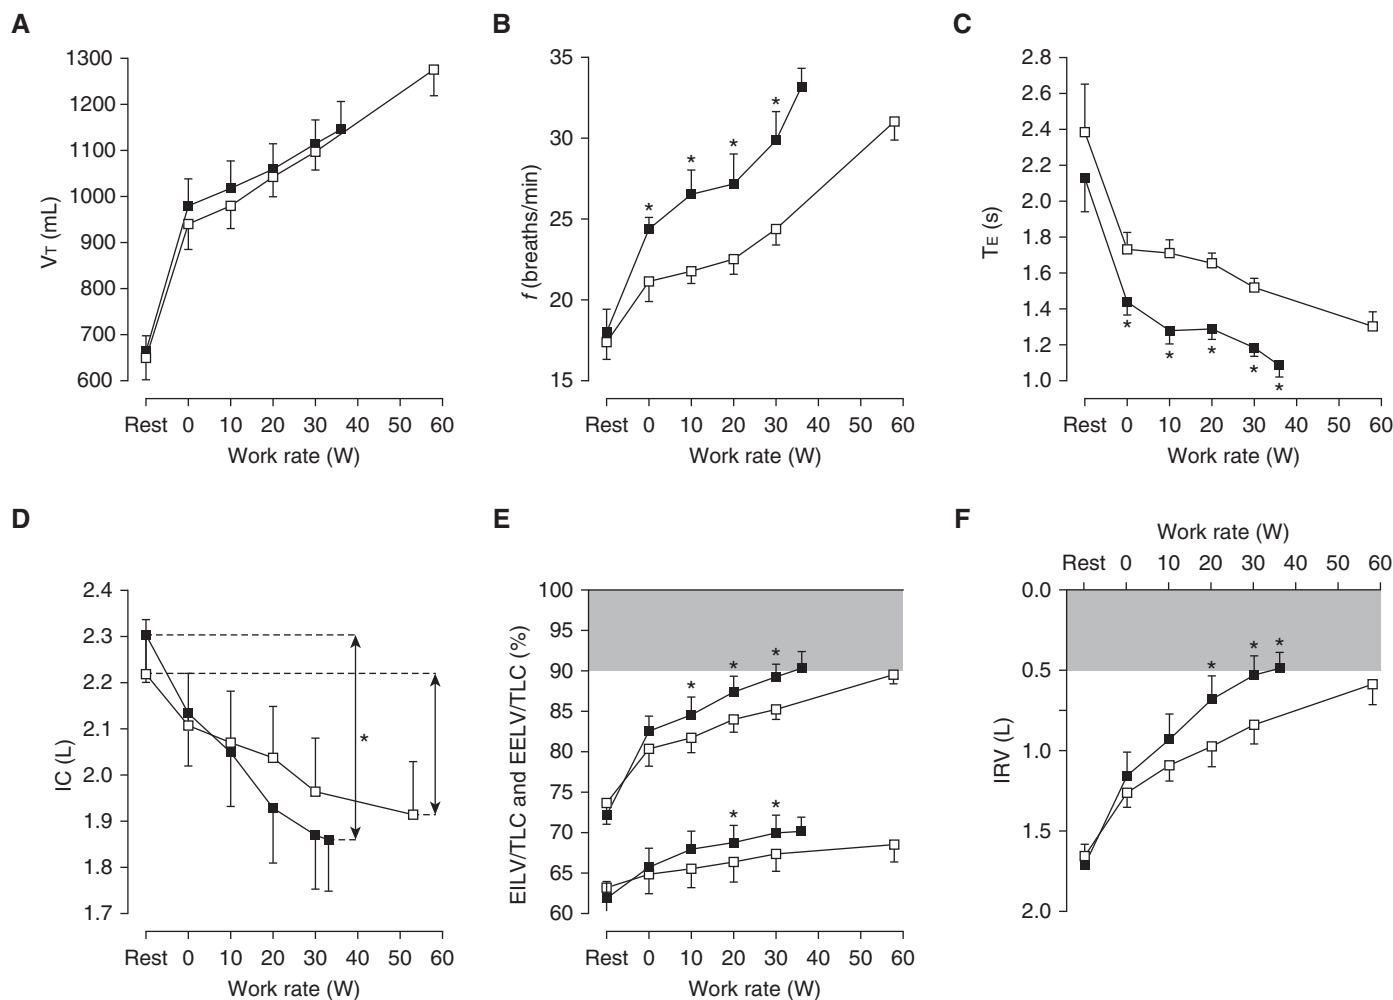 A
1300
1200
1100
1000
900
800
700
600
VT (mL)
Rest 0 10 20 30 40 50 60
Work rate (W)
B
35
30
25
20
15
f (breaths/min)
* * * *
Rest 0 10 20 30 40 50 60
Work rate (W)
C
2.8
2.6
2.4
2.2
2.0
1.8
1.6
1.4
1.2
1.0
TE (s)
* * * * *
Rest 0 10 20 30 40 50 60
Work rate (W)
D
2.4
2.3
2.2
2.1
2.0
1.9
1.8
1.7
IC (L)
*
Rest 0 10 20 30 40 50 60
Work rate (W)
E
100
95
90
85
80
75
70
65
60
EILV/TLC and EELV/TLC (%)
* * *
* *
Rest 0 10 20 30 40 50 60
Work rate (W)
F
Work rate (W)
Rest 0 10 20 30 40 50 60
0.0
0.5
1.0
1.5
2.0
IRV (L)
* * *